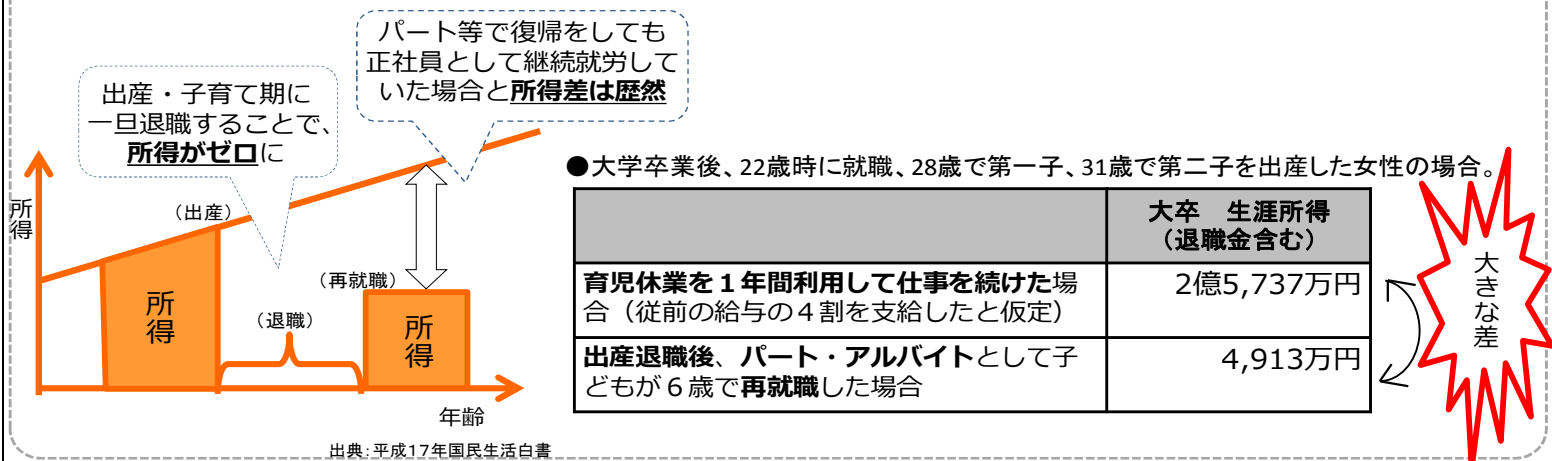 パート等で復帰をしても
正社員として継続就労して
いた場合と所得差は歴然
出産・子育て期に
一旦退職することで、
所得がゼロに
所得
(出産)
所得
(退職)
(再就職)
所得
年齢
出典:平成17年国民生活白書
●大学卒業後、22歳時に就職、28歳で第一子、31歳で第二子を出産した女性の場合。
大卒 生涯所得
(退職金含む)
育児休業を1年間利用して仕事を続けた場
合(従前の給与の4割を支給したと仮定)
2億5,737万円
出産退職後、パート・アルバイトとして子
どもが6歳で再就職した場合
4,913万円
大きな差